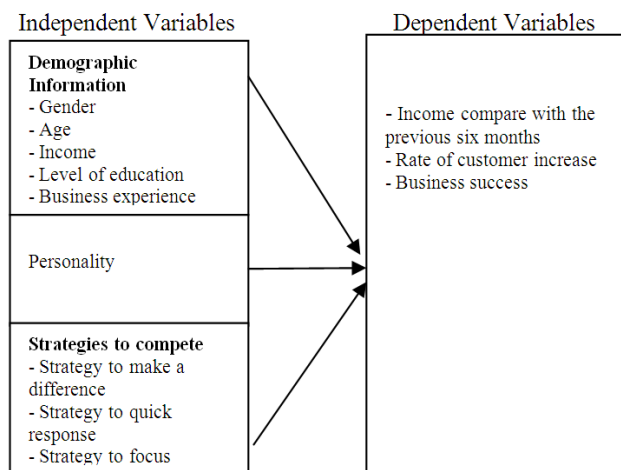 Independent Variables
Demographic
Information
- Gender
- Age
- Income
- Level of education
- Business experience
Personality
Strategies to compete
- Strategy to make a
difference
- Strategy to quick
response
- Strategy to focus
Dependent Variables
- Income compare with the
previous six months
- Rate of customer increase
- Business success